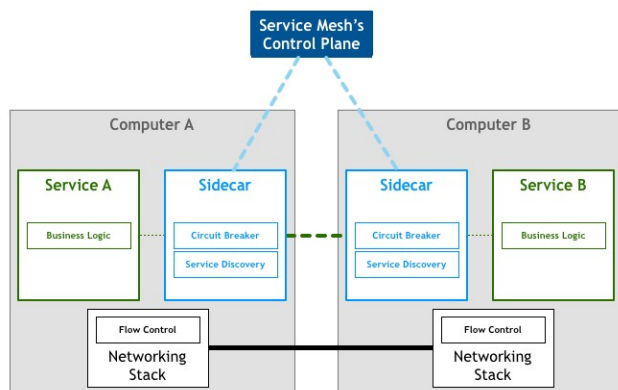 Service Mesh's
Control Plane
Computer A
Computer B
Service A
Sidecar
Sidecar
Service B
Business Logic
Circuit Breaker
Circuit Breaker
Business Logic
Service Discovery
Service Discovery
Flow Control
Flow Control
Networking
Stack
Networking
Stack